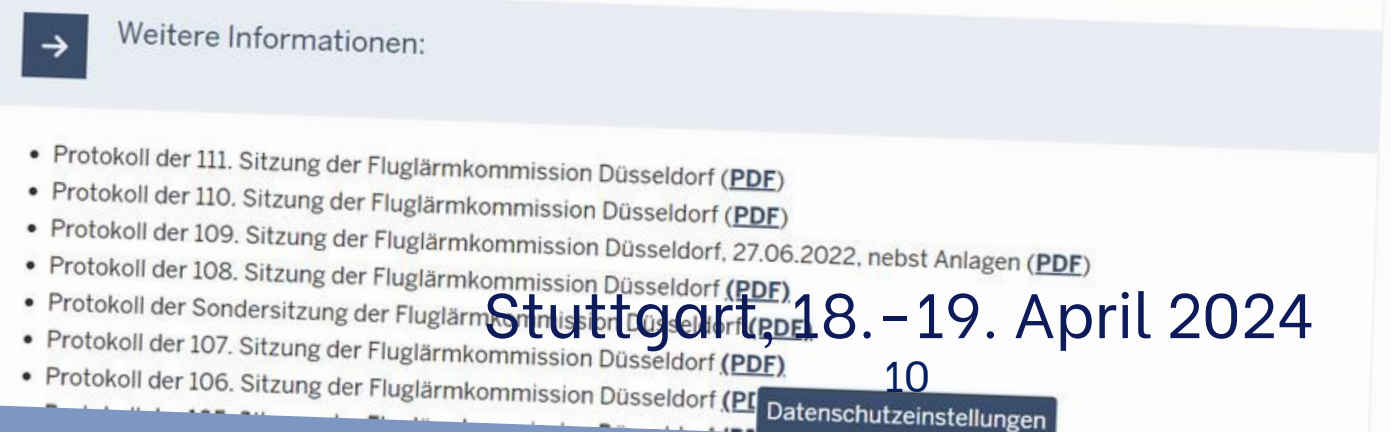 Weitere Informationen:
Protokoll der 111. Sitzung der Fluglärmkommission Düsseldorf (PDF)
Protokoll der 110. Sitzung der Fluglärmkommission Düsseldorf (PDF)
Protokoll der 109. Sitzung der Fluglärmkommission Düsseldorf, 27.06.2022, nebst Anlagen (PDF)
Protokoll der 108. Sitzung der Fluglärmkommission Düsseldorf (PDF)
Protokoll der Sondersitzung der Fluglärmkommission Düsseldorf (PDF)
Stuttgart, 18.–19. April 2024
Protokoll der 107. Sitzung der Fluglärmkommission Düsseldorf (PDF)
10
Protokoll der 106. Sitzung der Fluglärmkommission Düsseldorf
Datenschutzeinstellungen